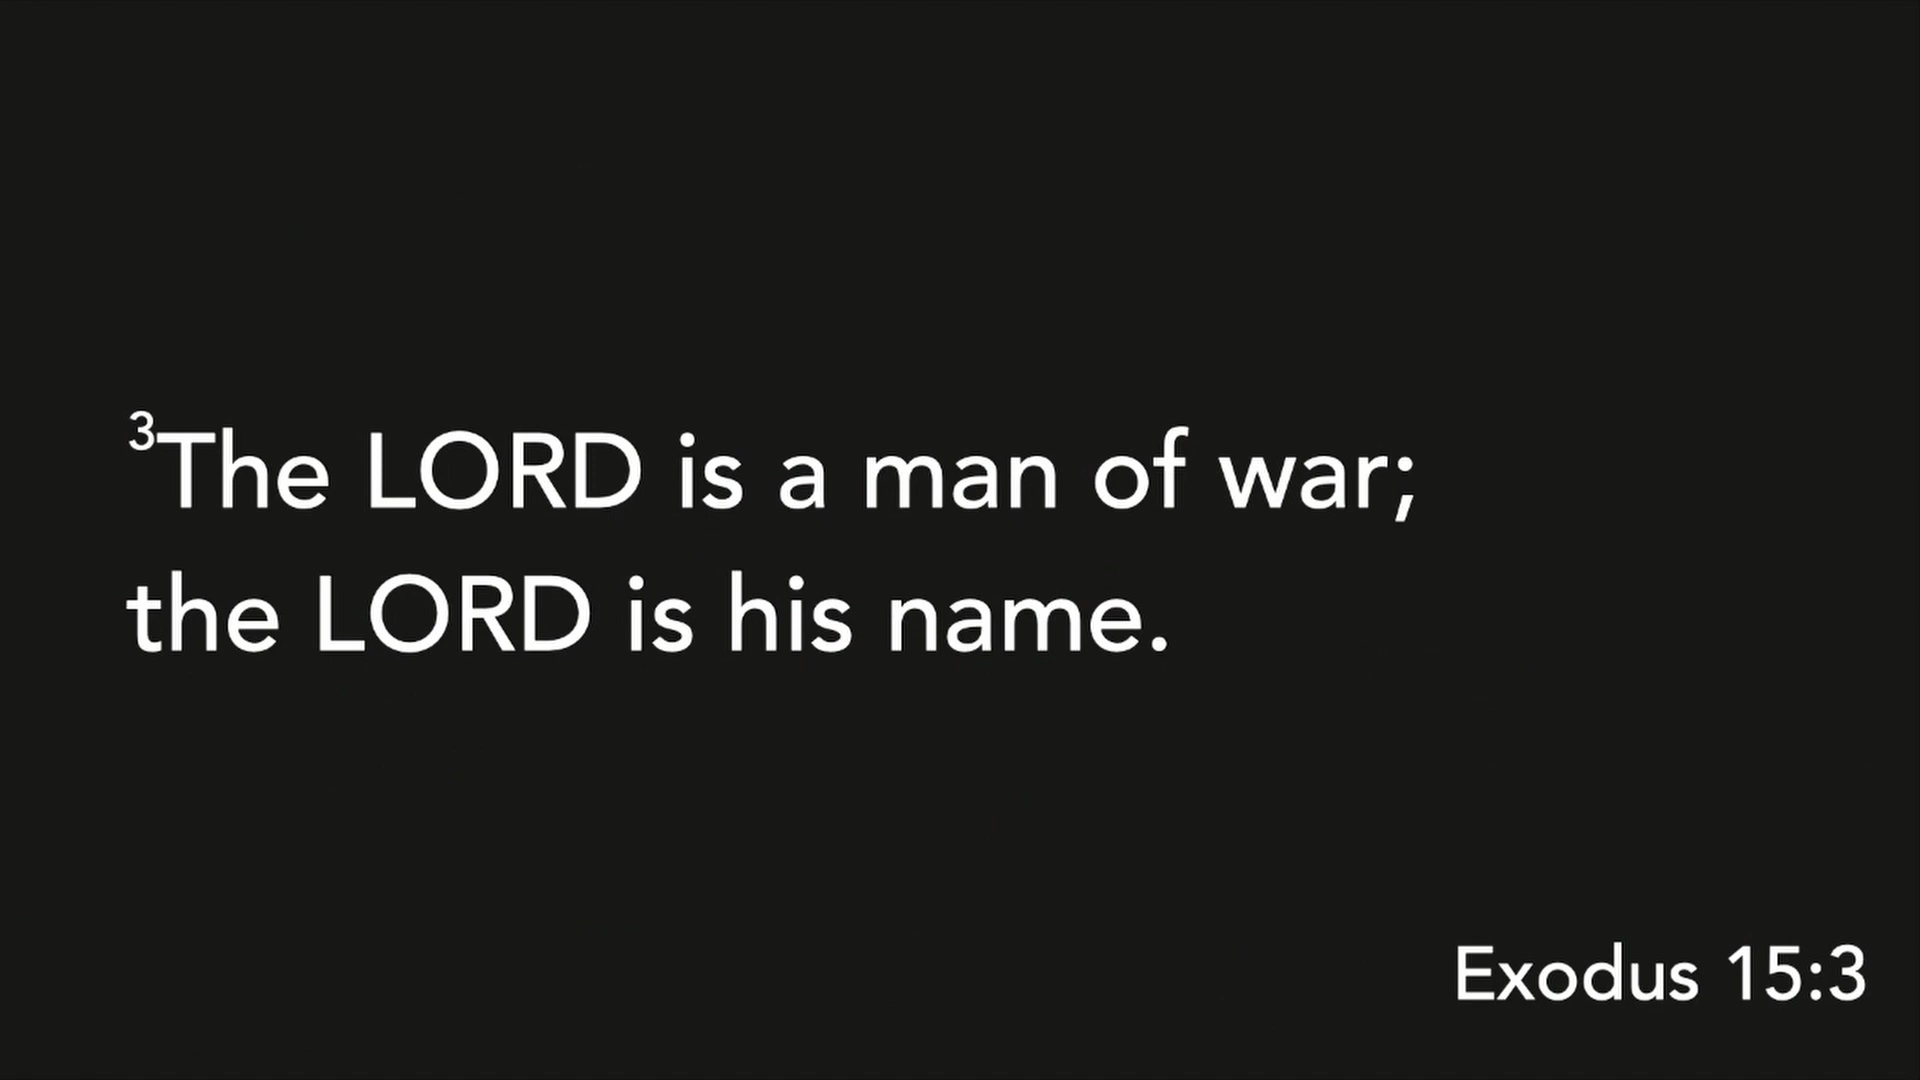 ³The LORD is a man of war;
the LORD is his name.
Exodus 15:3